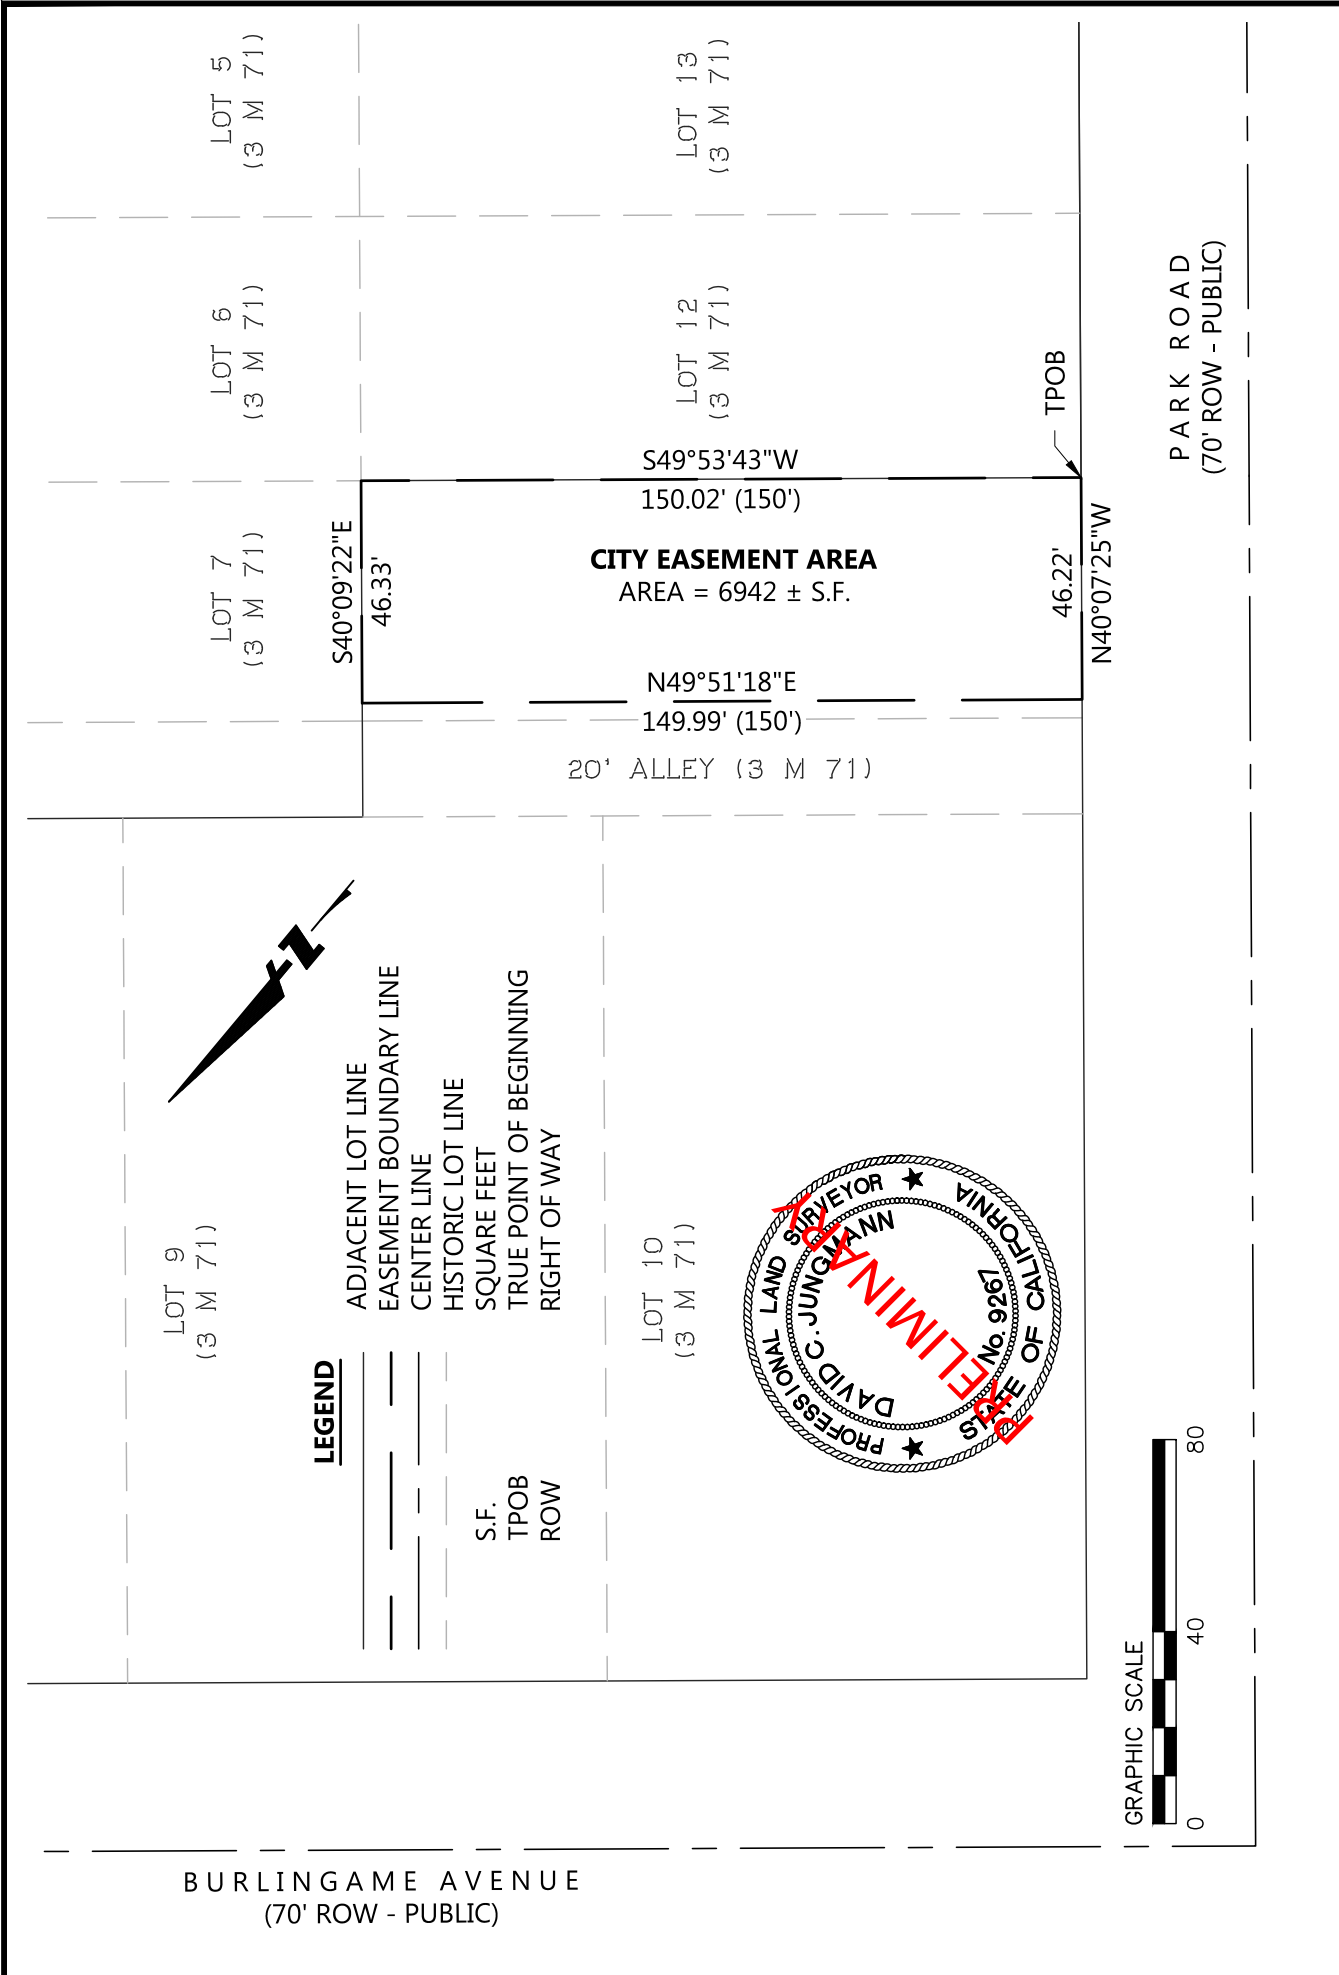 LOT 5
(3 M 71)
LOT 13
(3 M 71)
LOT 6
(3 M 71)
LOT 12
(3 M 71)
PARK ROAD
(70' ROW - PUBLIC)
TPOB
S49°53'43"W
150.02' (150')
LOT 7
(3 M 71)
S40°09'22"E
46.33'
CITY EASEMENT AREA
AREA = 6942 ± S.F.
46.22'
N40°07'25"W
N49°51'18"E
149.99' (150')
20' ALLEY (3 M 71)
N
LOT 9
(3 M 71)
LEGEND
ADJACENT LOT LINE
EASEMENT BOUNDARY LINE
CENTER LINE
HISTORIC LOT LINE
S.F. SQUARE FEET
TPOB TRUE POINT OF BEGINNING
ROW RIGHT OF WAY
LOT 10
(3 M 71)
PROFESSIONAL LAND SURVEYOR
DAVID C. JUNGMANN
No. 9267
STATE OF CALIFORNIA
PRELIMINARY
GRAPHIC SCALE
0 40 80
BURLINGAME AVENUE
(70' ROW - PUBLIC)